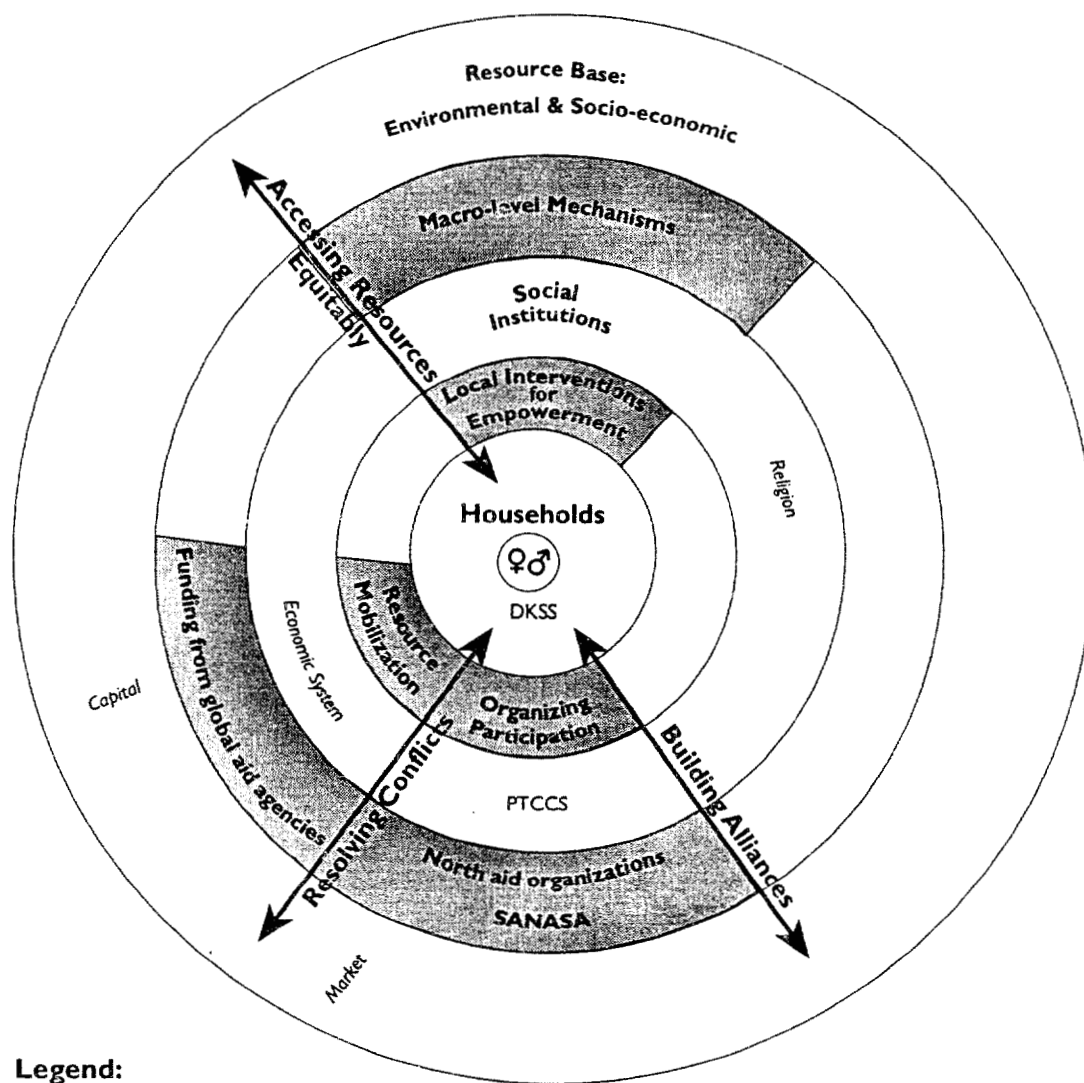 Resource Base:
Environmental & Socio-economic
Macro-level Mechanisms
Accessing Resources
Equitably
Social
Institutions
Local Interventions
for
Empowerment
Religion
Households
♀♂
DKSS
Resource
Mobilization
Funding from global aid agencies
Economic System
Capital
Organizing
Participation
Resolving Conflicts
Building Alliances
PTCCS
North aid organizations
SANASA
Market
Legend: